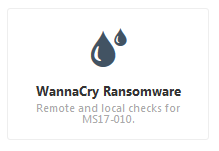 WannaCry Ransomware
Remote and local checks for
MS17-010.